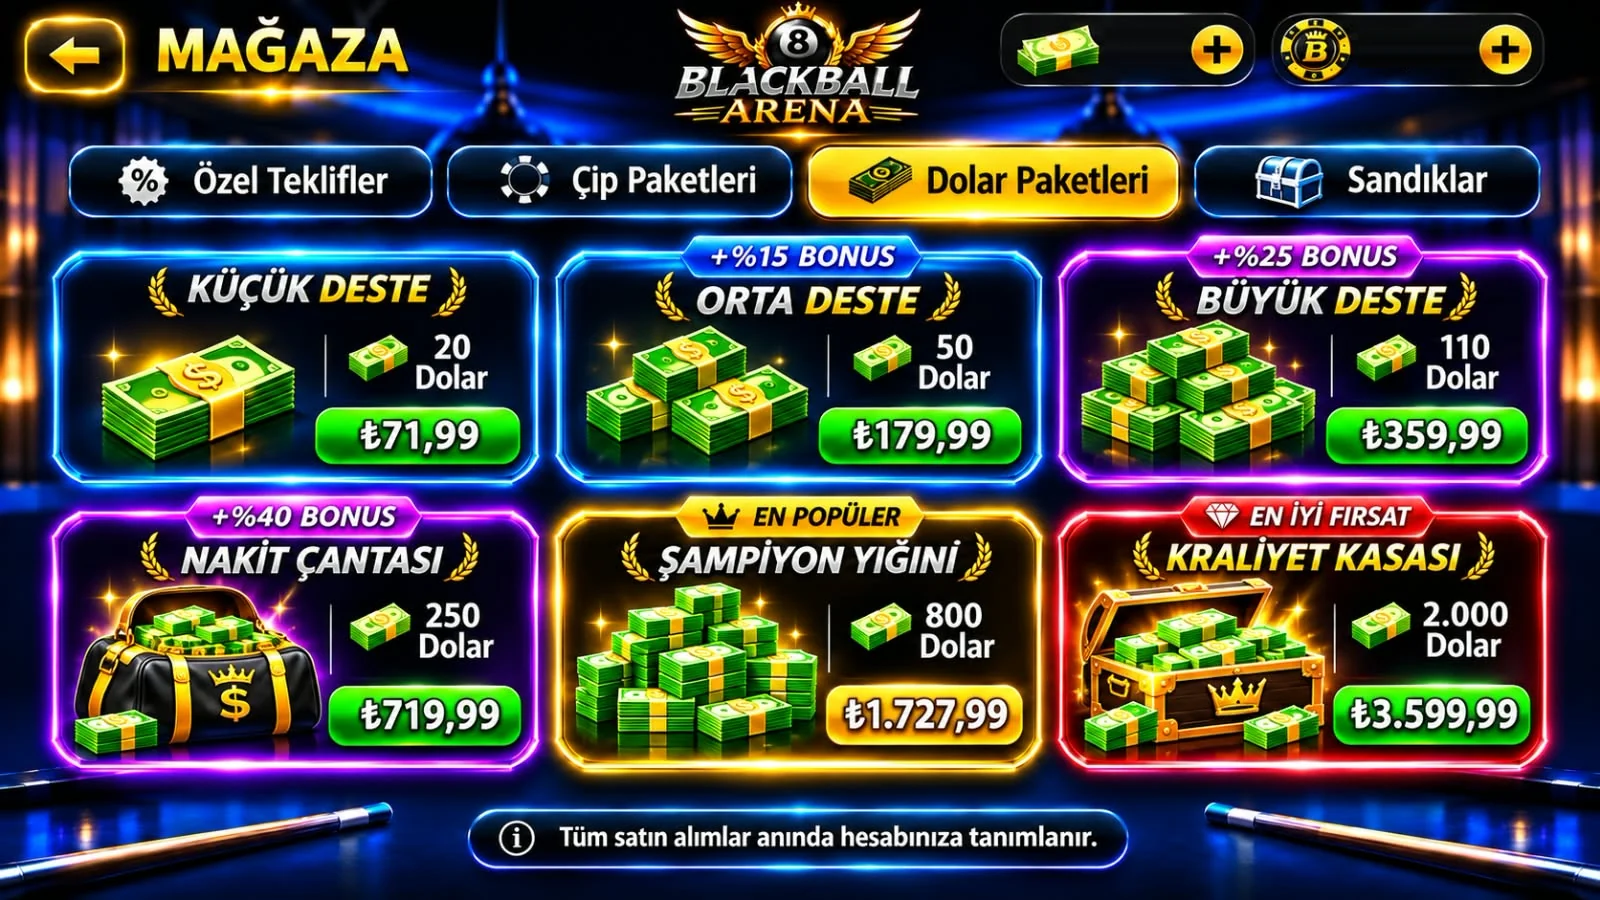 MAĞAZA
8
BLACKBALL
ARENA
B
% Özel Teklifler
Çip Paketleri
Dolar Paketleri
Sandıklar
KÜÇÜK DESTE
20
Dolar
₺71,99
+%15 BONUS
ORTA DESTE
50
Dolar
₺179,99
+%25 BONUS
BÜYÜK DESTE
110
Dolar
₺359,99
+%40 BONUS
NAKİT ÇANTASI
$
250
Dolar
₺719,99
EN POPÜLER
ŞAMPİYON YIĞINI
800
Dolar
₺1.727,99
EN İYİ FIRSAT
KRALİYET KASASI
2.000
Dolar
₺3.599,99
i Tüm satın alımlar anında hesabınıza tanımlanır.